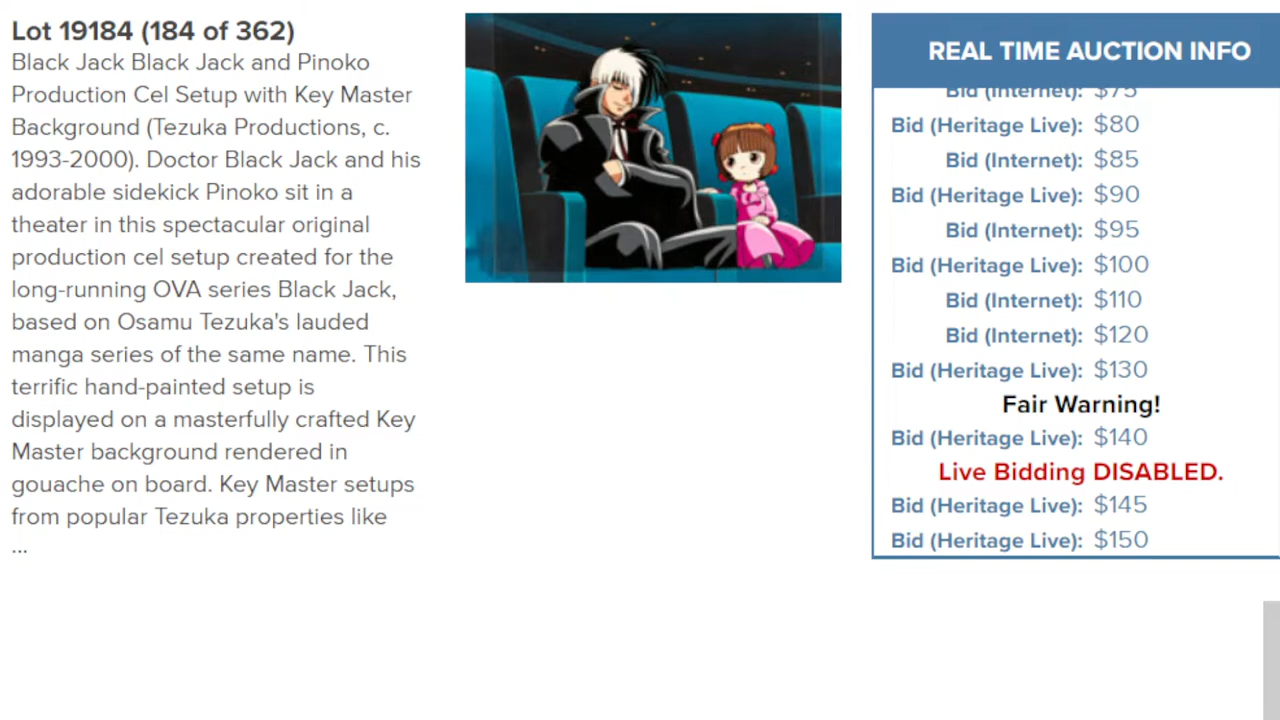 Lot 19184 (184 of 362)
Black Jack Black Jack and Pinoko
Production Cel Setup with Key Master
Background (Tezuka Productions, c.
1993-2000). Doctor Black Jack and his
adorable sidekick Pinoko sit in a
theater in this spectacular original
production cel setup created for the
long-running OVA series Black Jack,
based on Osamu Tezuka's lauded
manga series of the same name. This
terrific hand-painted setup is
displayed on a masterfully crafted Key
Master background rendered in
gouache on board. Key Master setups
from popular Tezuka properties like
...
REAL TIME AUCTION INFO
Bid (Internet): $75
Bid (Heritage Live): $80
Bid (Internet): $85
Bid (Heritage Live): $90
Bid (Internet): $95
Bid (Heritage Live): $100
Bid (Internet): $110
Bid (Internet): $120
Bid (Heritage Live): $130
Fair Warning!
Bid (Heritage Live): $140
Live Bidding DISABLED.
Bid (Heritage Live): $145
Bid (Heritage Live): $150